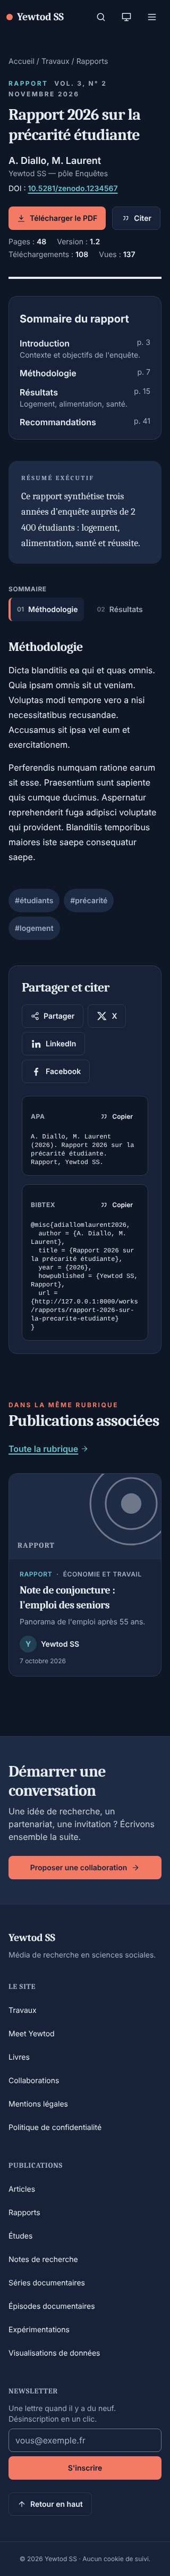 Yewtod SS
Accueil / Travaux / Rapports
RAPPORT VOL. 3, N° 2
NOVEMBRE 2026
Rapport 2026 sur la
précarité étudiante
A. Diallo, M. Laurent
Yewtod SS — pôle Enquêtes
DOI : 10.5281/zenodo.1234567
Télécharger le PDF
Citer
Pages : 48 Version : 1.2
Téléchargements : 108 Vues : 137
Sommaire du rapport
Introduction p. 3
Contexte et objectifs de l'enquête.
Méthodologie p. 7
Résultats p. 15
Logement, alimentation, santé.
Recommandations p. 41
RÉSUMÉ EXÉCUTIF
Ce rapport synthétise trois
années d'enquête auprès de 2
400 étudiants : logement,
alimentation, santé et réussite.
SOMMAIRE
01 Méthodologie 02 Résultats
Méthodologie
Dicta blanditiis ea qui et quas omnis.
Quia ipsam omnis sit ut veniam.
Voluptas modi tempore vero a nisi
necessitatibus recusandae.
Accusamus sit ipsa vel eum et
exercitationem.
Perferendis numquam ratione earum
sit esse. Praesentium sunt sapiente
quis cumque ducimus. Aspernatur
reprehenderit fuga adipisci voluptate
qui provident. Blanditiis temporibus
maiores iste saepe consequatur
saepe.
#étudiants #précarité
#logement
Partager et citer
Partager X
LinkedIn
Facebook
APA Copier
A. Diallo, M. Laurent
(2026). Rapport 2026 sur la
précarité étudiante.
Rapport, Yewtod SS.
BIBTEX Copier
@misc{adiallomlaurent2026,
author = {A. Diallo, M.
Laurent},
title = {Rapport 2026 sur
la précarité étudiante},
year = {2026},
howpublished = {Yewtod SS,
Rapport},
url =
{http://127.0.0.1:8000/works
/rapports/rapport-2026-sur-
la-precarite-etudiante}
}
DANS LA MÊME RUBRIQUE
Publications associées
Toute la rubrique →
RAPPORT
RAPPORT · ÉCONOMIE ET TRAVAIL
Note de conjoncture :
l'emploi des seniors
Panorama de l'emploi après 55 ans.
Y Yewtod SS
7 octobre 2026
Démarrer une
conversation
Une idée de recherche, un
partenariat, une invitation ? Écrivons
ensemble la suite.
Proposer une collaboration →
Yewtod SS
Média de recherche en sciences sociales.
LE SITE
Travaux
Meet Yewtod
Livres
Collaborations
Mentions légales
Politique de confidentialité
PUBLICATIONS
Articles
Rapports
Études
Notes de recherche
Séries documentaires
Épisodes documentaires
Expérimentations
Visualisations de données
NEWSLETTER
Une lettre quand il y a du neuf.
Désinscription en un clic.
vous@exemple.fr
S'inscrire
↑ Retour en haut
© 2026 Yewtod SS · Aucun cookie de suivi.